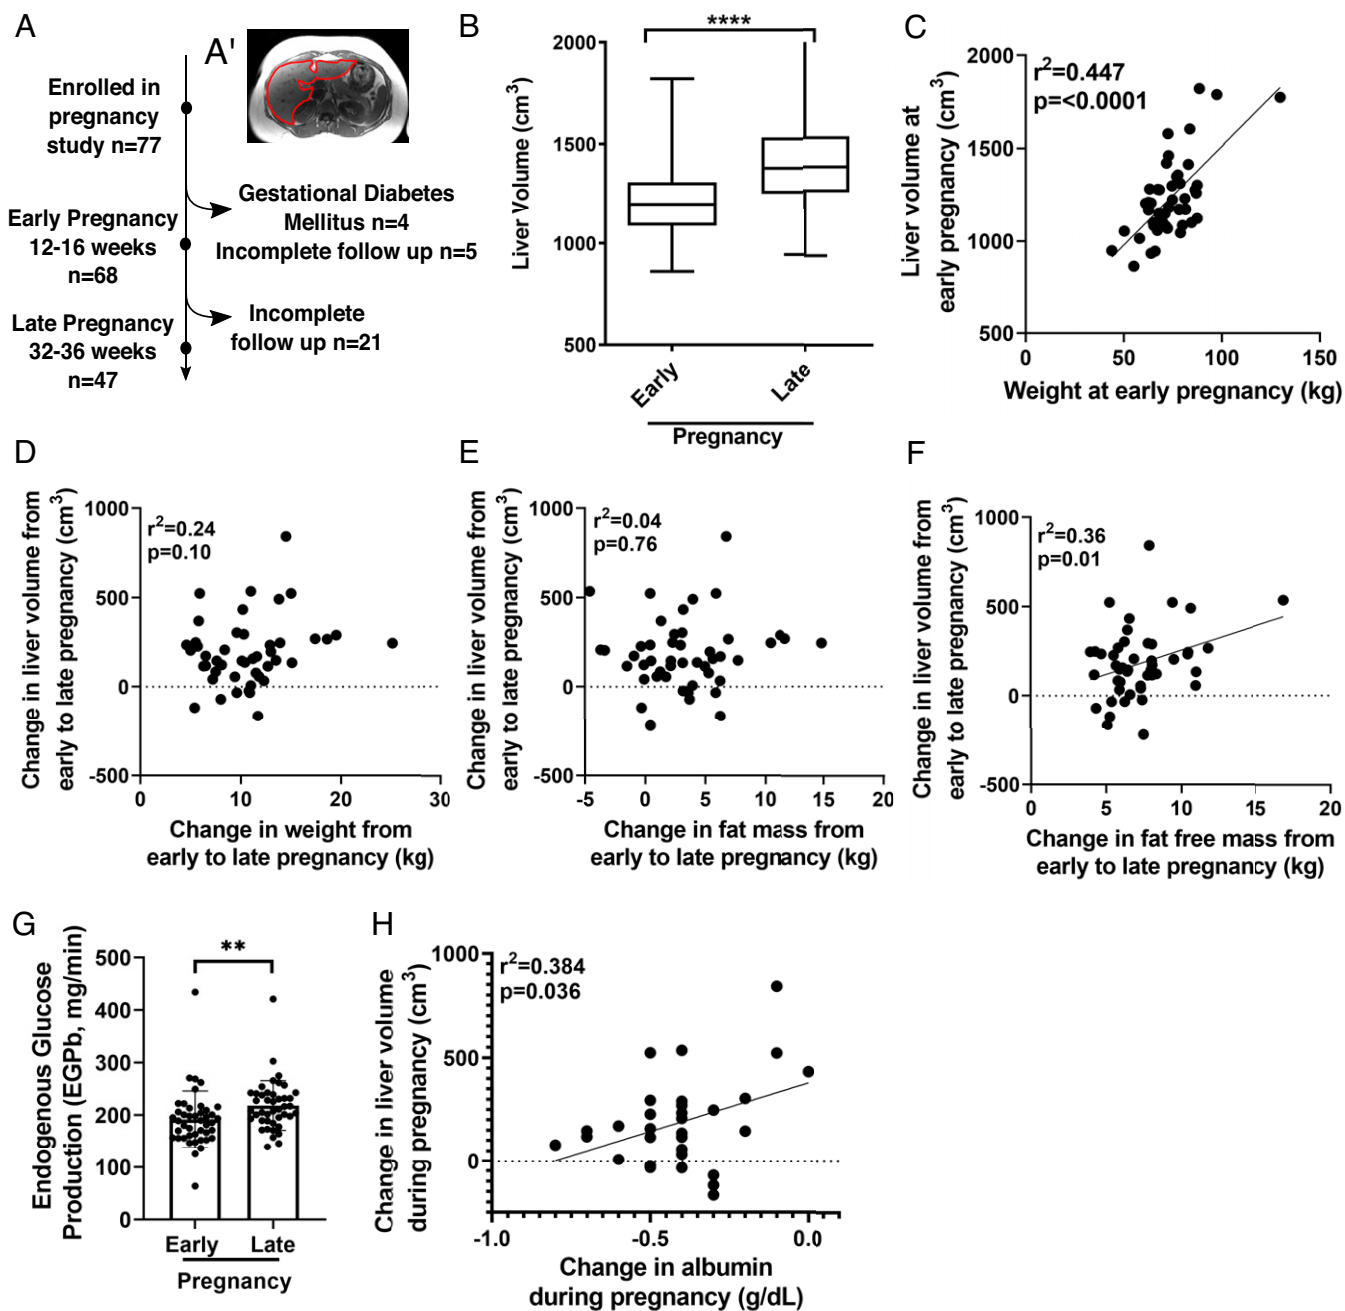 A
A'
Enrolled in
pregnancy
study n=77
Gestational Diabetes
Mellitus n=4
Incomplete follow up n=5
Early Pregnancy
12-16 weeks
n=68
Incomplete
follow up n=21
Late Pregnancy
32-36 weeks
n=47
B
****
Liver Volume (cm³)
2000
1500
1000
500
Early
Late
Pregnancy
C
r²=0.447
p=<0.0001
Liver volume at
early pregnancy (cm³)
2000
1500
1000
500
0
50
100
150
Weight at early pregnancy (kg)
D
r²=0.24
p=0.10
Change in liver volume from
early to late pregnancy (cm³)
1000
500
0
-500
0
10
20
30
Change in weight from
early to late pregnancy (kg)
E
r²=0.04
p=0.76
Change in liver volume from
early to late pregnancy (cm³)
1000
500
0
-500
-5
0
5
10
15
20
Change in fat mass from
early to late pregnancy (kg)
F
r²=0.36
p=0.01
Change in liver volume from
early to late pregnancy (cm³)
1000
500
0
-500
0
5
10
15
20
Change in fat free mass from
early to late pregnancy (kg)
G
**
Endogenous Glucose
Production (EGPb, mg/min)
500
400
300
200
100
0
Early
Late
Pregnancy
H
r²=0.384
p=0.036
Change in liver volume
during pregnancy (cm³)
1000
500
0
-1.0
-0.5
0.0
Change in albumin
during pregnancy (g/dL)